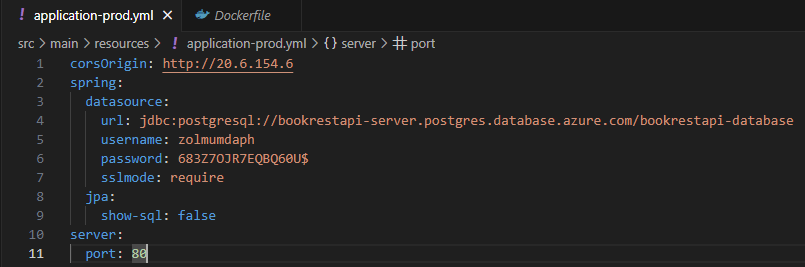 application-prod.yml Dockerfile
src > main > resources > application-prod.yml > {} server > port
1 corsOrigin: http://20.6.154.6
2 spring:
3 datasource:
4 url: jdbc:postgresql://bookrestapi-server.postgres.database.azure.com/bookrestapi-database
5 username: zolmumdaph
6 password: 683Z7OJR7EQBQ60U$
7 sslmode: require
8 jpa:
9 show-sql: false
10 server:
11 port: 80